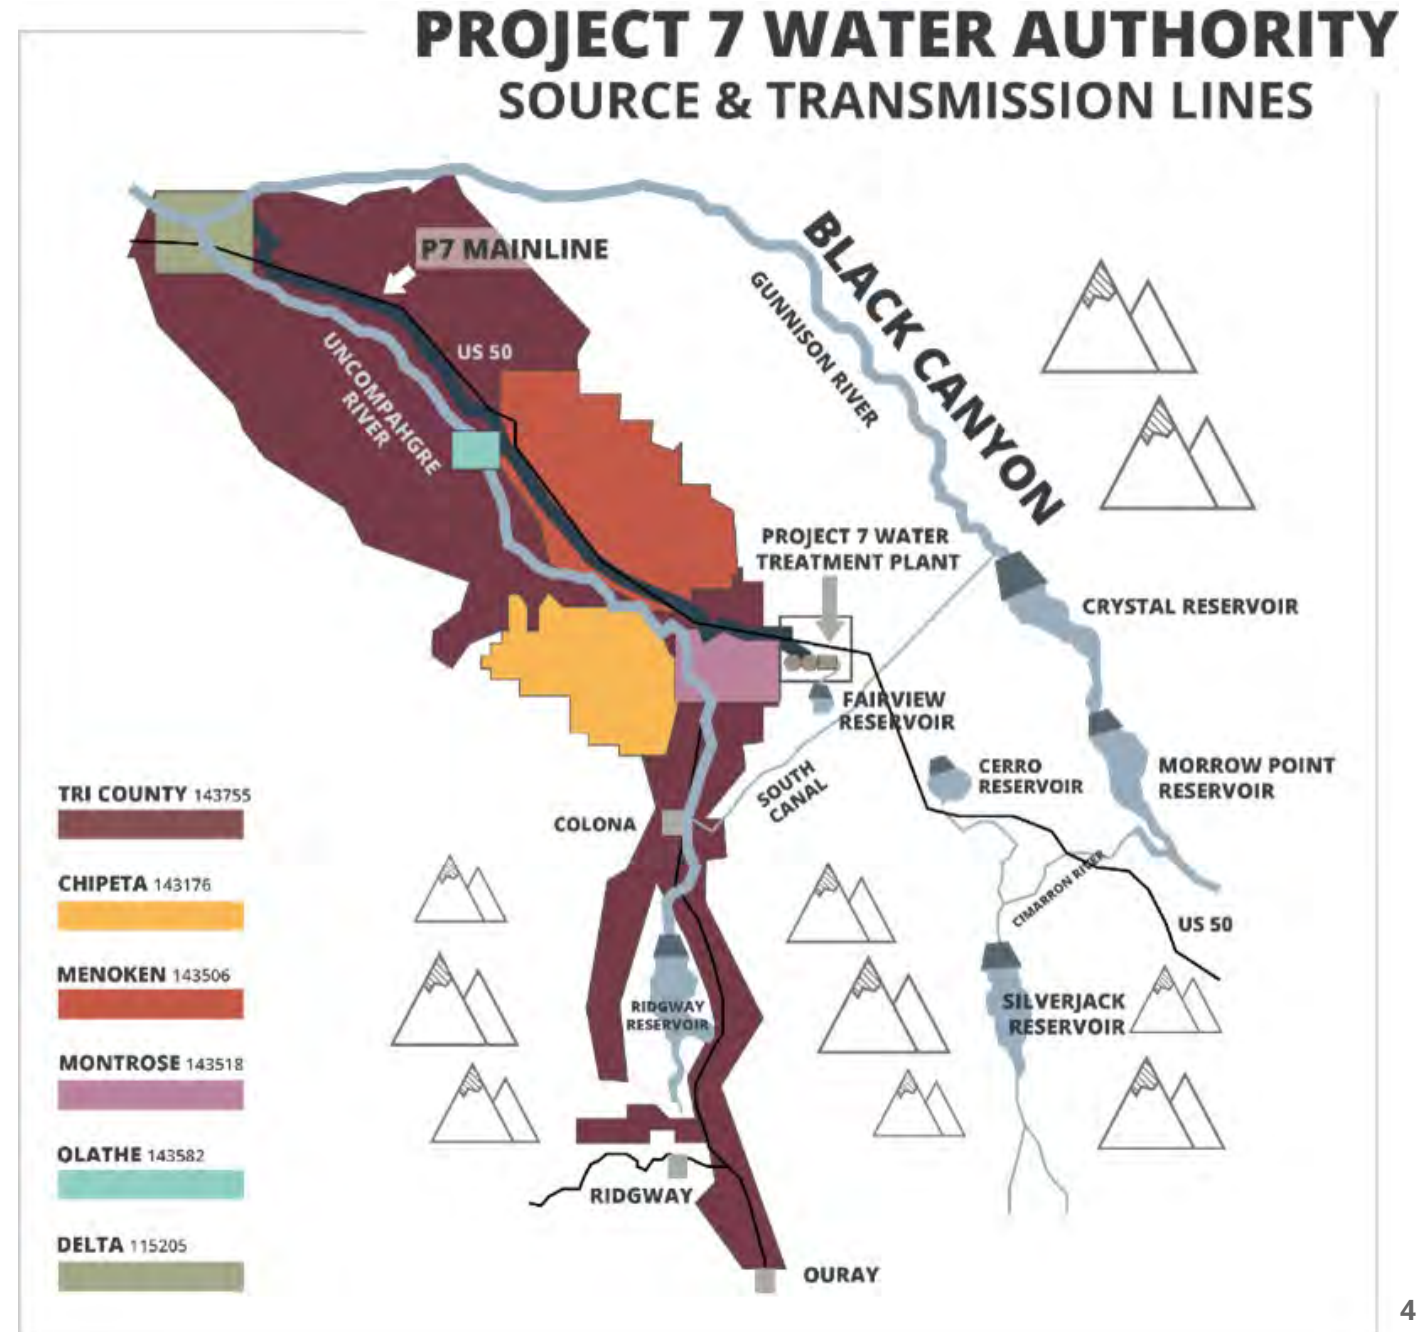 PROJECT 7 WATER AUTHORITY
SOURCE & TRANSMISSION LINES
P7 MAINLINE
BLACK CANYON
GUNNISON RIVER
US 50
UNCOMPAHGRE
RIVER
PROJECT 7 WATER
TREATMENT PLANT
CRYSTAL RESERVOIR
FAIRVIEW
RESERVOIR
CERRO
RESERVOIR
MORROW POINT
RESERVOIR
SOUTH
CANAL
COLONA
CIMARRON RIVER
US 50
RIDGWAY
RESERVOIR
SILVERJACK
RESERVOIR
RIDGWAY
OURAY
TRI COUNTY 143755
CHIPETA 143176
MENOKEN 143506
MONTROSE 143518
OLATHE 143582
DELTA 115205
4